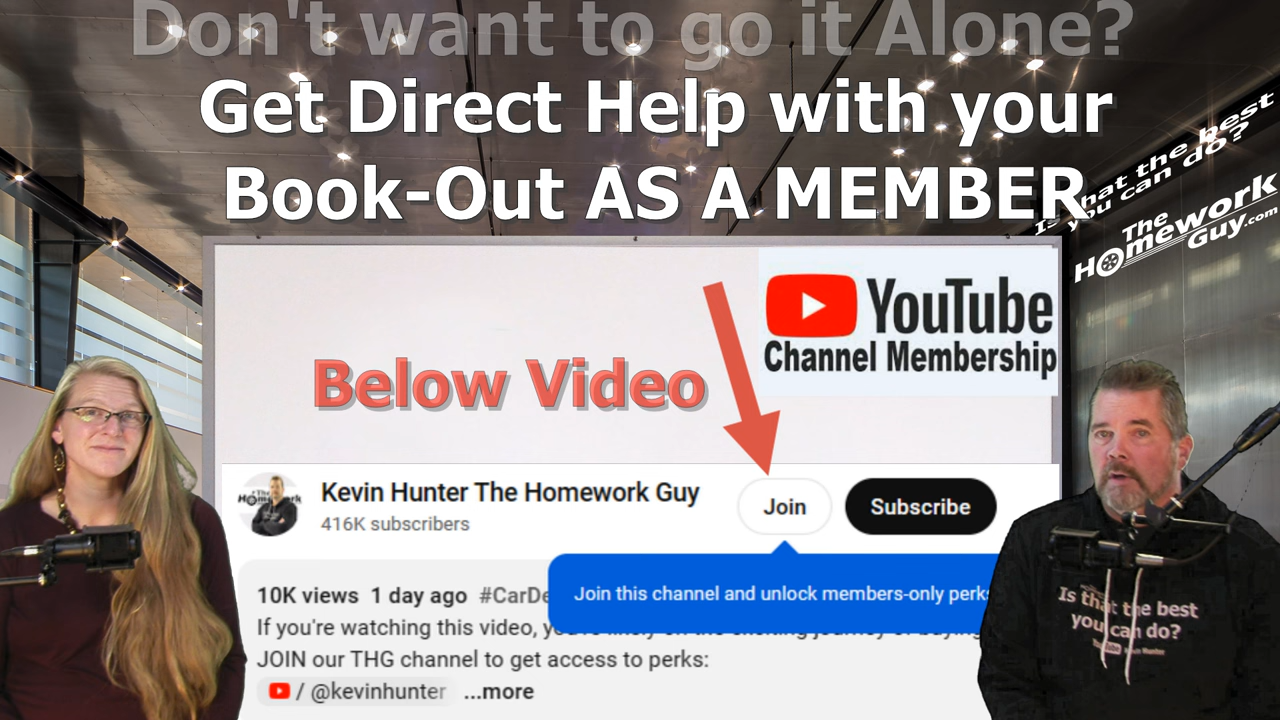 Don't want to go it Alone?
Get Direct Help with your
Book-Out AS A MEMBER
Is that the best
you can do?
The
Homework
Guy.com
YouTube
Channel Membership
Below Video
Kevin Hunter The Homework Guy
416K subscribers
Join
Subscribe
10K views 1 day ago #CarDe
Join this channel and unlock members-only perks
If you're watching this video,
JOIN our THG channel to get access to perks:
/ @kevinhunter
...more
Is that the best
you can do?
Kevin Hunter